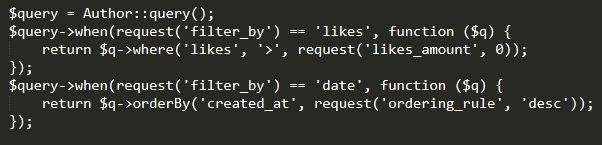 $query = Author::query();
$query->when(request('filter_by') == 'likes', function ($q) {
    return $q->where('likes', '>', request('likes_amount', 0));
});
$query->when(request('filter_by') == 'date', function ($q) {
    return $q->orderBy('created_at', request('ordering_rule', 'desc'));
});